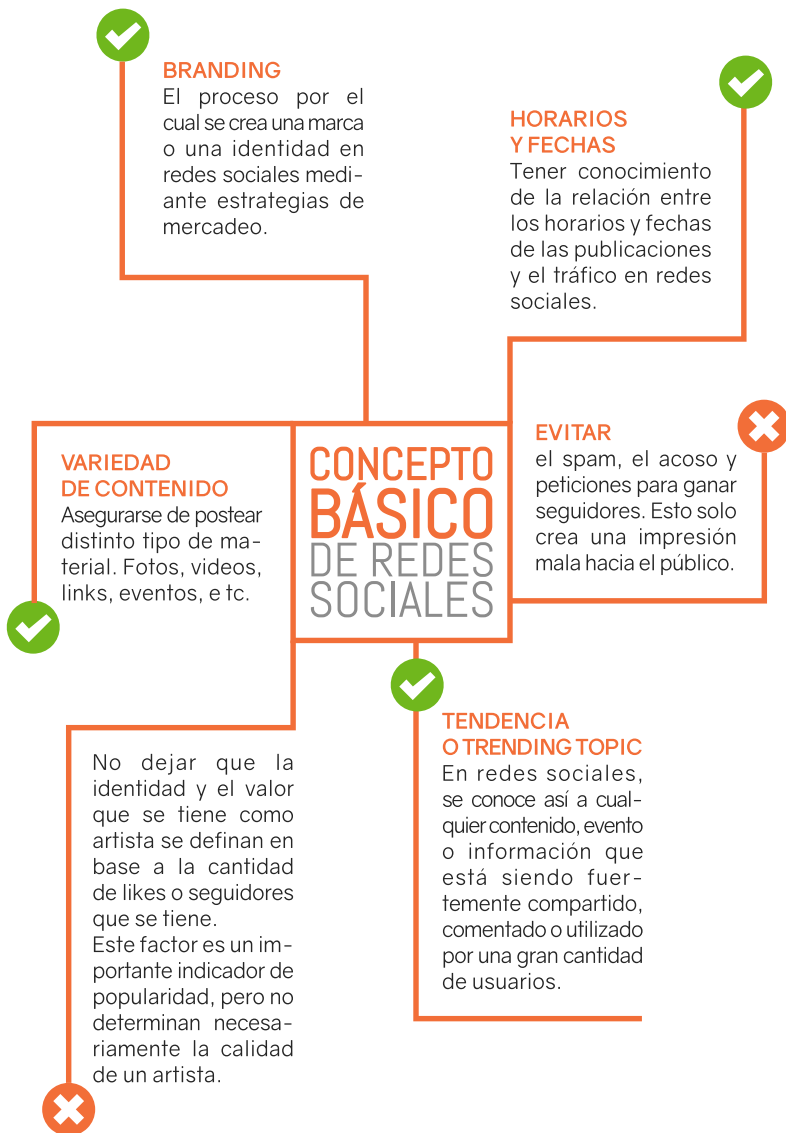 BRANDING
El proceso por el
cual se crea una marca
o una identidad en
redes sociales medi-
ante estrategias de
mercadeo.
HORARIOS
Y FECHAS
Tener conocimiento
de la relación entre
los horarios y fechas
de las publicaciones
y el tráfico en redes
sociales.
VARIEDAD
DE CONTENIDO
Asegurarse de postear
distinto tipo de ma-
terial. Fotos, videos,
links, eventos, e tc.
CONCEPTO
BÁSICO
DE REDES
SOCIALES
EVITAR
el spam, el acoso y
peticiones para ganar
seguidores. Esto solo
crea una impresión
mala hacia el público.
No dejar que la
identidad y el valor
que se tiene como
artista se definan en
base a la cantidad
de likes o seguidores
que se tiene.
Este factor es un im-
portante indicador de
popularidad, pero no
determinan necesa-
riamente la calidad
de un artista.
TENDENCIA
O TRENDING TOPIC
En redes sociales,
se conoce así a cual-
quier contenido, evento
o información que
está siendo fuer-
temente compartido,
comentado o utilizado
por una gran cantidad
de usuarios.